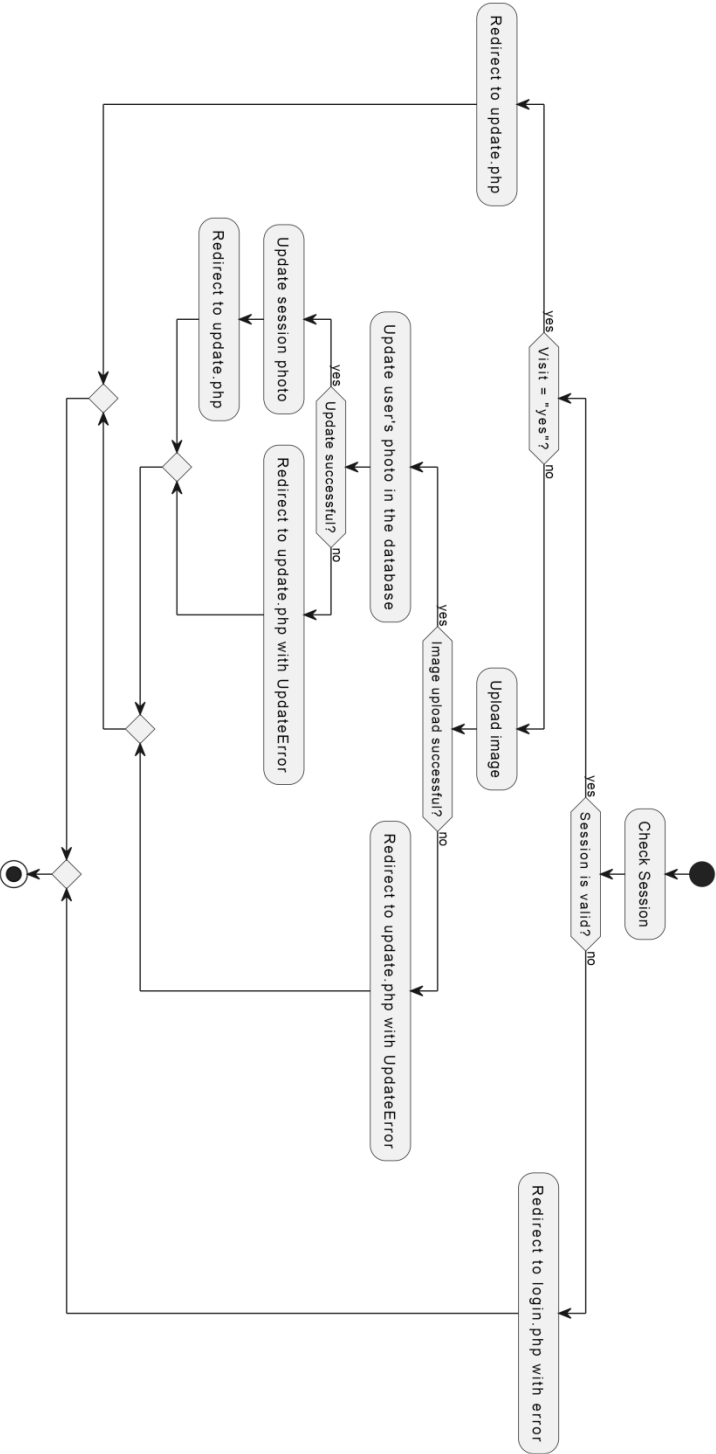 Check Session
Session is valid?
yes
no
Visit = "yes"?
yes
no
Redirect to update.php
Upload image
Image upload successful?
yes
no
Update user's photo in the database
Update successful?
yes
no
Update session photo
Redirect to update.php
Redirect to update.php with UpdateError
Redirect to update.php with UpdateError
Redirect to login.php with error